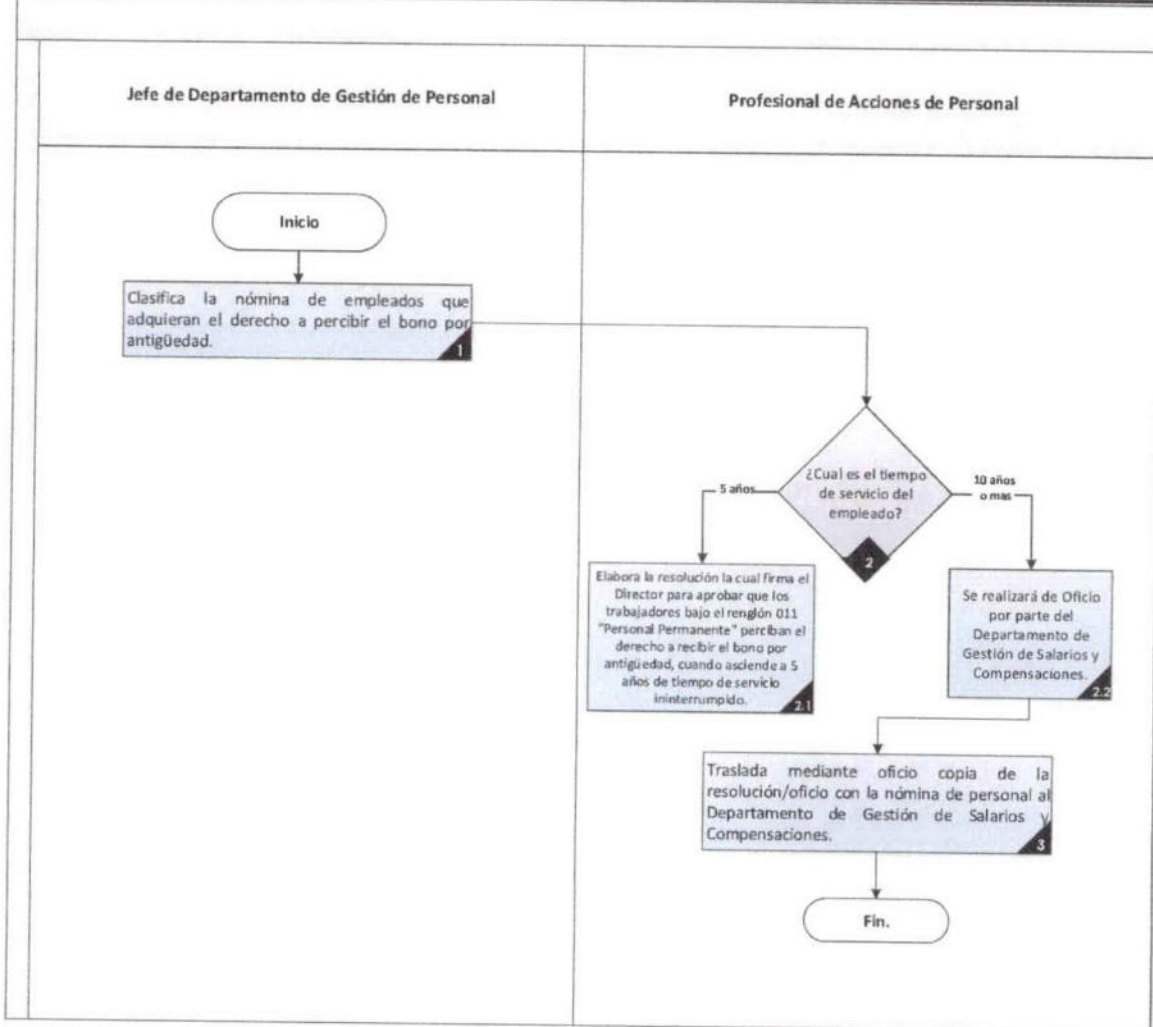 Jefe de Departamento de Gestión de Personal
Profesional de Acciones de Personal
Inicio
Clasifica la nómina de empleados que
adquieran el derecho a percibir el bono por
antigüedad.
1
¿Cual es el tiempo
de servicio del
empleado?
2
5 años
10 años
o mas
Elabora la resolución la cual firma el
Director para aprobar que los
trabajadores bajo el renglón 011
"Personal Permanente" perciban el
derecho a recibir el bono por
antigüedad, cuando asciende a 5
años de tiempo de servicio
ininterrumpido.
2.1
Se realizará de Oficio
por parte del
Departamento de
Gestión de Salarios y
Compensaciones.
2.2
Traslada mediante oficio copia de la
resolución/oficio con la nómina de personal al
Departamento de Gestión de Salarios y
Compensaciones.
3
Fin.